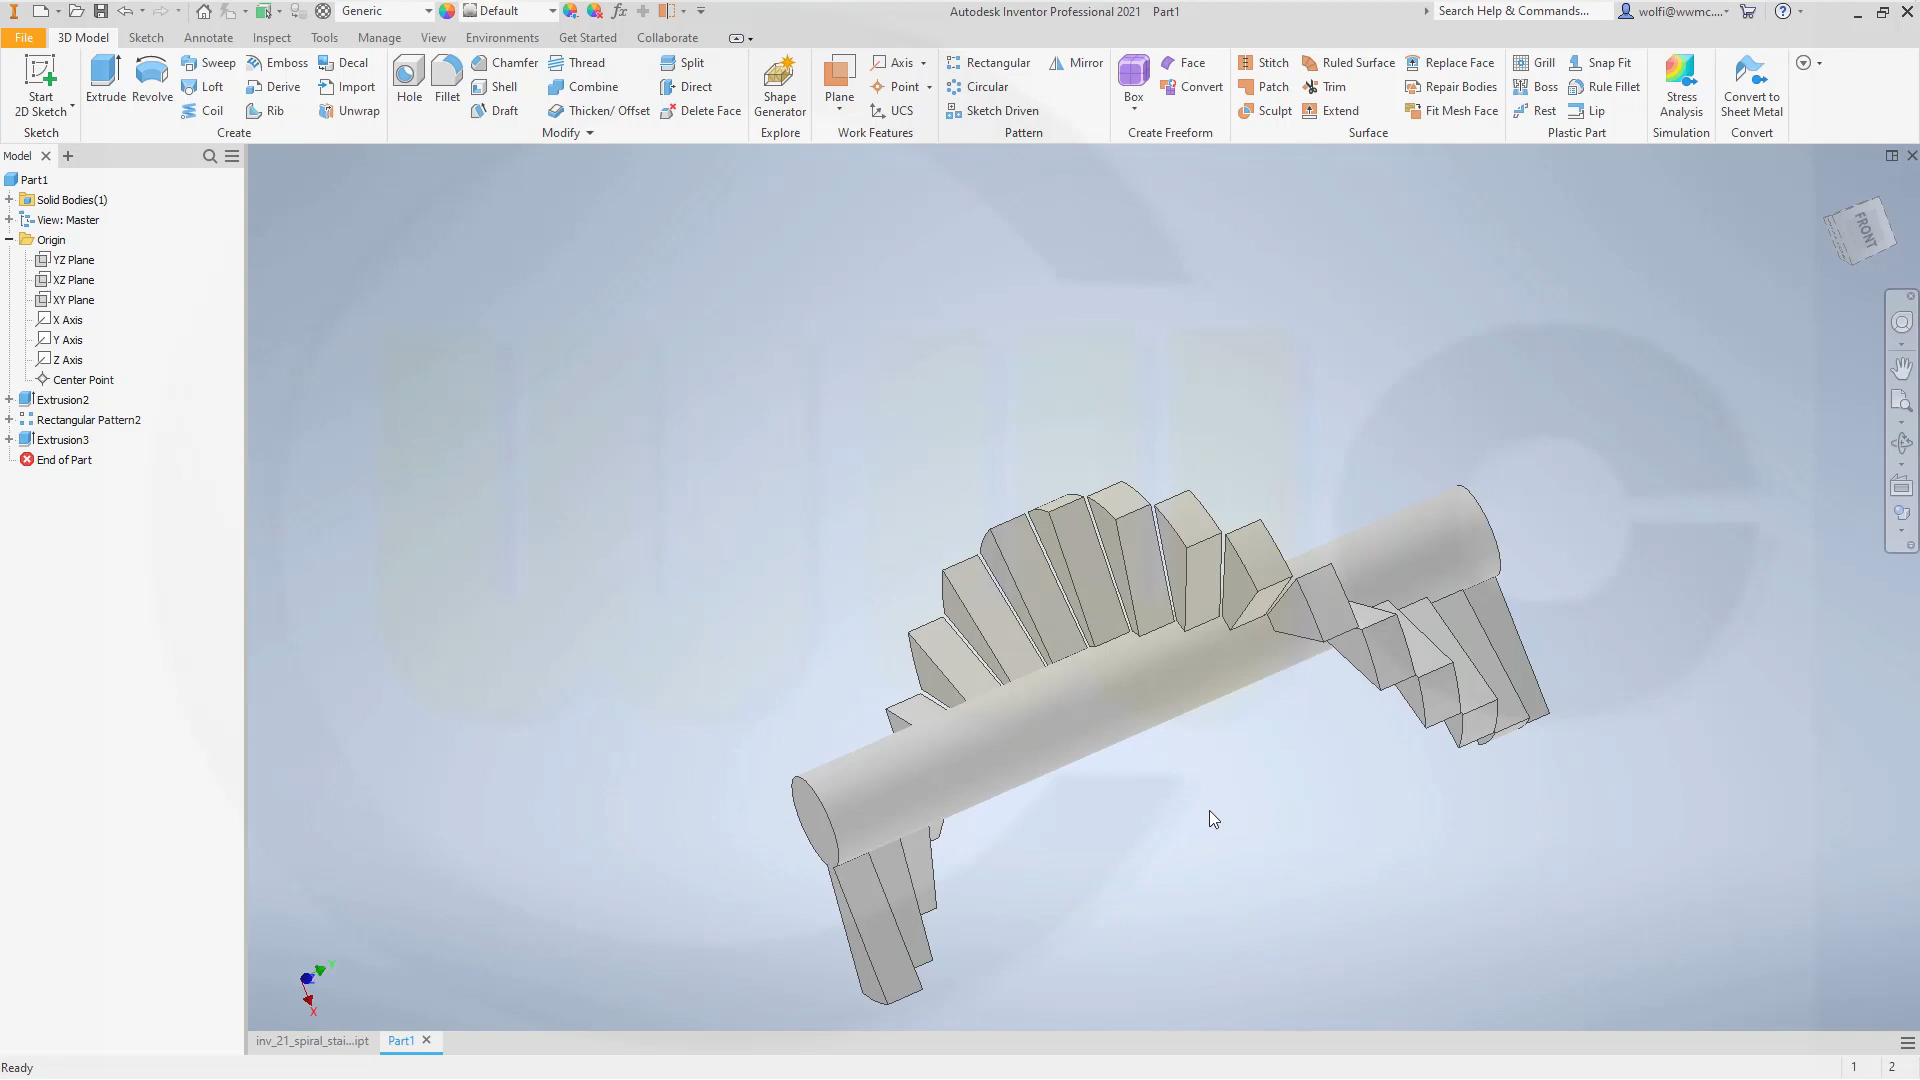 Generic
Default
Autodesk Inventor Professional 2021 Part1
Search Help & Commands...
wolfi@wwmc....
File
3D Model
Sketch
Annotate
Inspect
Tools
Manage
View
Environments
Get Started
Collaborate
Start
2D Sketch
Sketch
Extrude
Revolve
Sweep
Loft
Coil
Emboss
Derive
Rib
Decal
Import
Unwrap
Create
Hole
Fillet
Chamfer
Shell
Draft
Thread
Combine
Thicken/ Offset
Split
Direct
Delete Face
Modify
Shape
Generator
Explore
Plane
Axis
Point
UCS
Work Features
Rectangular
Circular
Sketch Driven
Mirror
Pattern
Box
Face
Convert
Create Freeform
Stitch
Patch
Sculpt
Ruled Surface
Trim
Extend
Replace Face
Repair Bodies
Fit Mesh Face
Surface
Grill
Boss
Rest
Snap Fit
Rule Fillet
Lip
Plastic Part
Stress
Analysis
Simulation
Convert to
Sheet Metal
Convert
Model
Part1
Solid Bodies(1)
View: Master
Origin
YZ Plane
XZ Plane
XY Plane
X Axis
Y Axis
Z Axis
Center Point
Extrusion2
Rectangular Pattern2
Extrusion3
End of Part
FRONT
Y
X
inv_21_spiral_stai...ipt
Part1
Ready
1
2